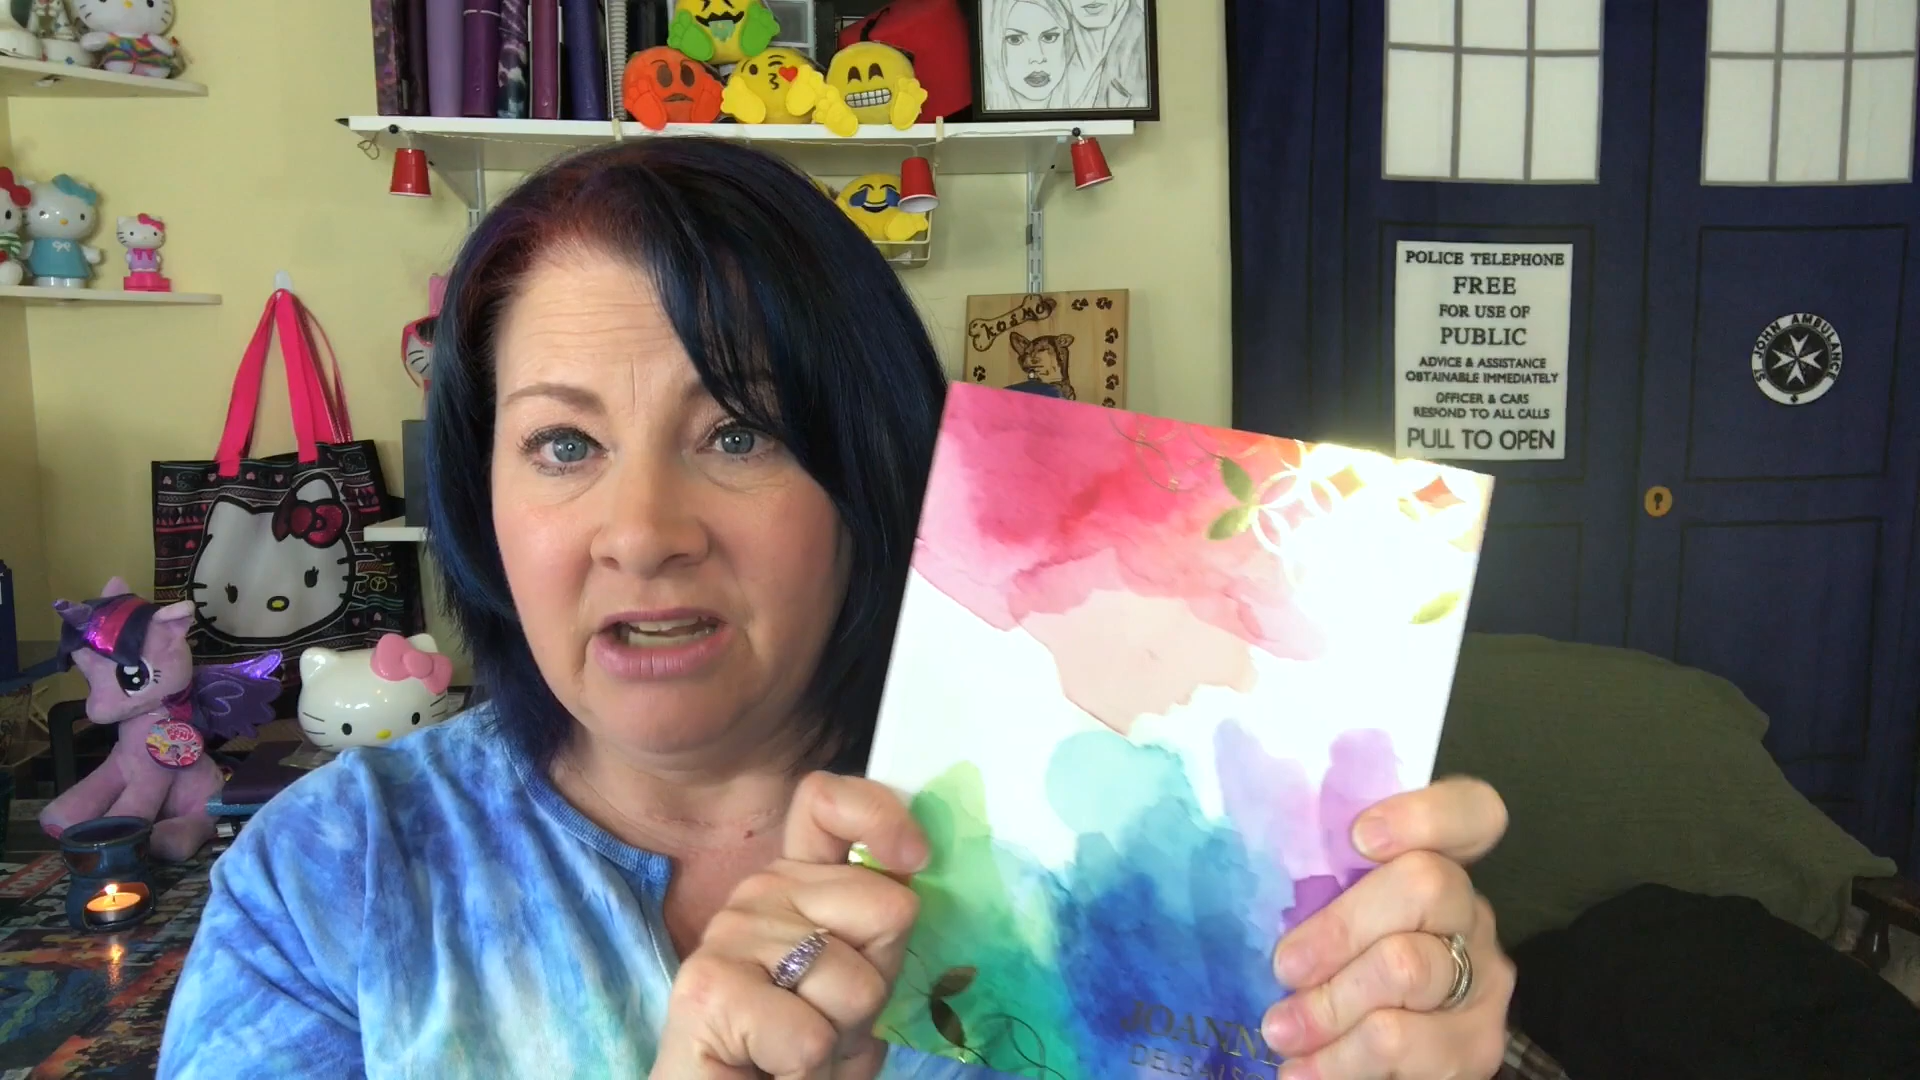 KOSMO
POLICE TELEPHONE
FREE
FOR USE OF
PUBLIC
ADVICE & ASSISTANCE
OBTAINABLE IMMEDIATELY
OFFICER & CARS
RESPOND TO ALL CALLS
PULL TO OPEN
ST JOHN AMBULANCE
JOANNE